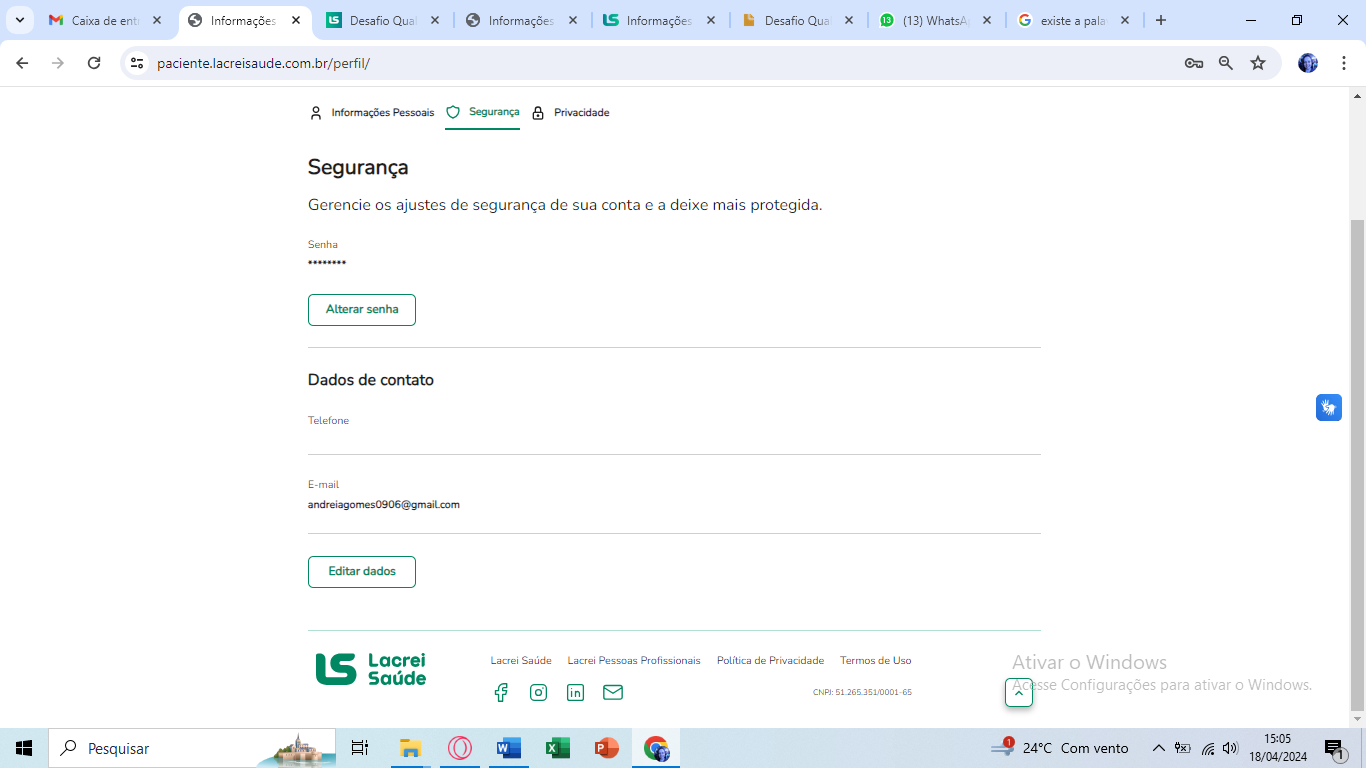 Caixa de ent
Informações
Desafio Qual
Informações
Informações
Desafio Qua
13
(13) WhatsA
existe a pala
paciente.lacreisaude.com.br/perfil/
Informações Pessoais
Segurança
Privacidade
Segurança
Gerencie os ajustes de segurança de sua conta e a deixe mais protegida.
Senha
********
Alterar senha
Dados de contato
Telefone
E-mail
andreiagomes0906@gmail.com
Editar dados
LS Lacrei Saúde
Lacrei Saúde
Lacrei Pessoas Profissionais
Política de Privacidade
Termos de Uso
CNPJ: 51.265.351/0001-65
Ativar o Windows
Acesse Configurações para ativar o Windows.
Pesquisar
1
24°C Com vento
15:05
18/04/2024
1